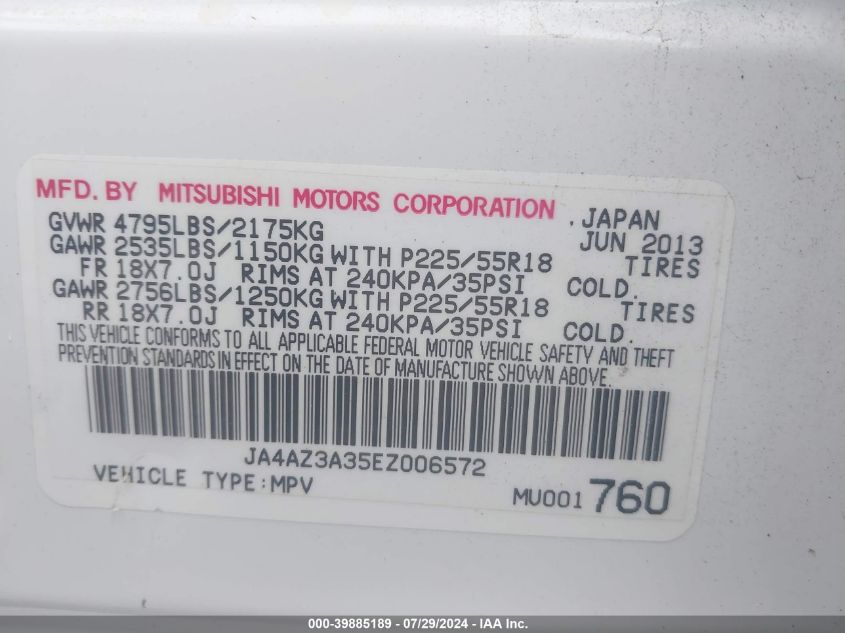 MFD. BY MITSUBISHI MOTORS CORPORATION . JAPAN
GVWR 4795LBS/2175KG JUN 2013
GAWR 2535LBS/1150KG WITH P225/55R18 TIRES
FR 18X7.0J RIMS AT 240KPA/35PSI COLD.
GAWR 2756LBS/1250KG WITH P225/55R18 TIRES
RR 18X7.0J RIMS AT 240KPA/35PSI COLD.
THIS VEHICLE CONFORMS TO ALL APPLICABLE FEDERAL MOTOR VEHICLE SAFETY AND THEFT
PREVENTION STANDARDS IN EFFECT ON THE DATE OF MANUFACTURE SHOWN ABOVE.
JA4AZ3A35EZ006572
VEHICLE TYPE:MPV MU001 760
000-39885189 - 07/29/2024 - IAA Inc.